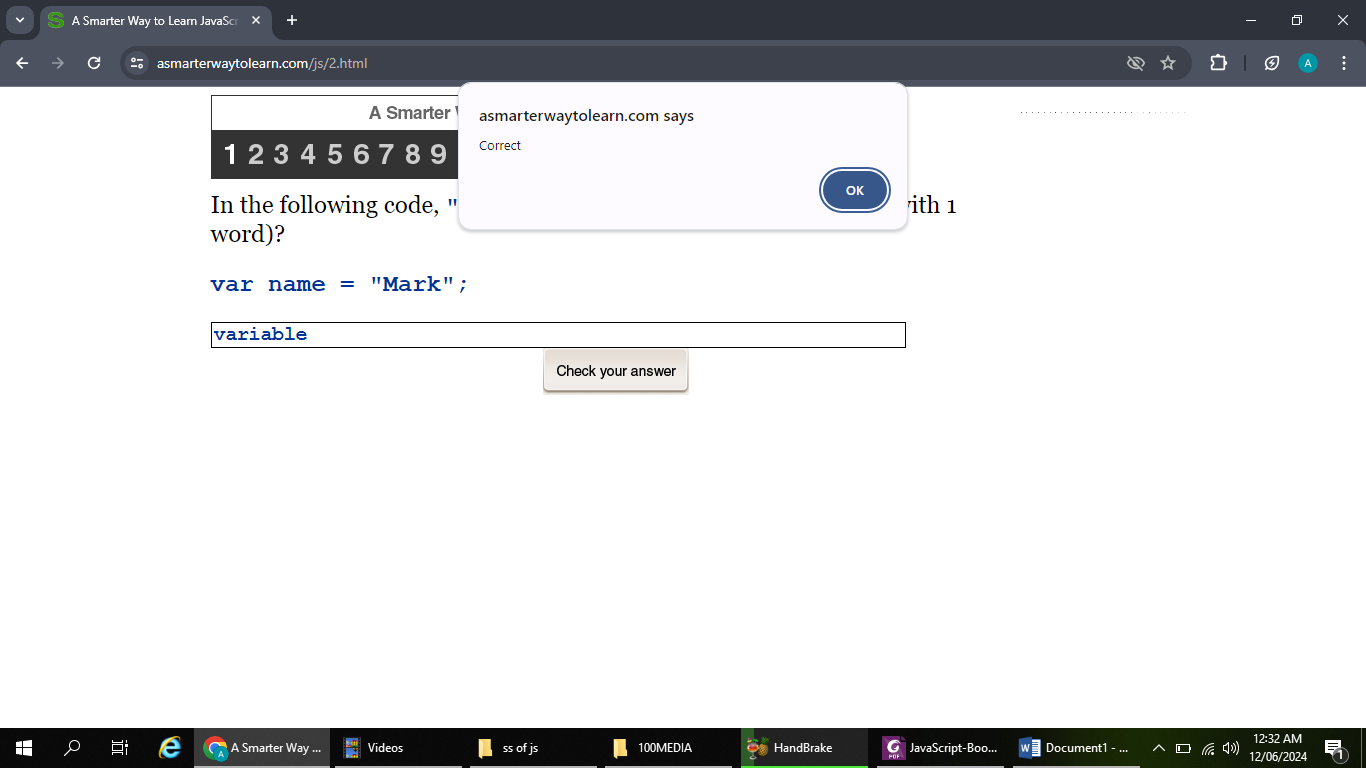 A Smarter Way to Learn JavaScr
asmarterwaytolearn.com/js/2.html
A
A Smarter
asmarterwaytolearn.com says
Correct
OK
1 2 3 4 5 6 7 8 9
In the following code, " with 1
word)?
var name = "Mark";
variable
Check your answer
A Smarter Way ...
Videos
ss of js
100MEDIA
HandBrake
JavaScript-Boo...
Document1 - ...
12:32 AM
12/06/2024
1